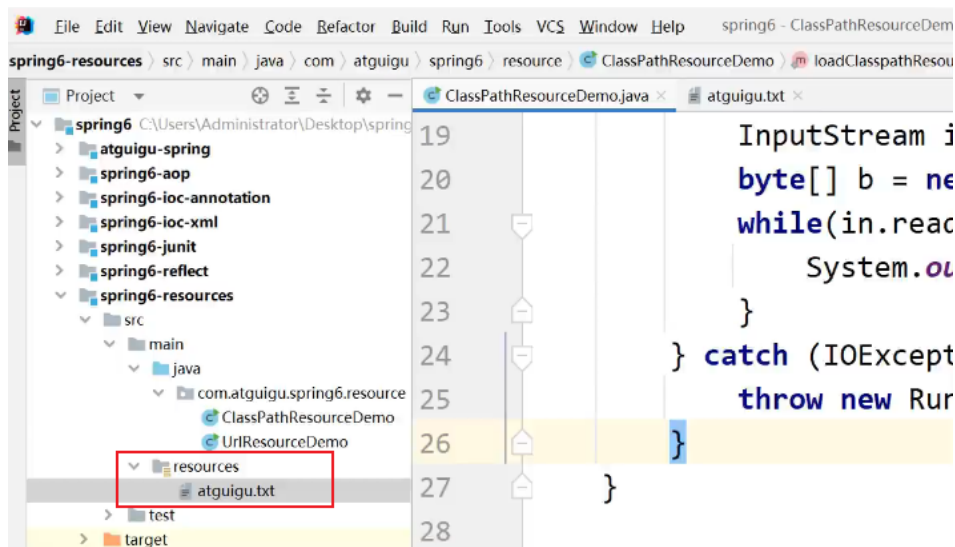 File Edit View Navigate Code Refactor Build Run Tools VCS Window Help spring6 - ClassPathResourceDem
spring6-resources src main java com atguigu spring6 resource ClassPathResourceDemo loadClasspathResou
Project
Project
ClassPathResourceDemo.java
atguigu.txt
spring6 C:\Users\Administrator\Desktop\spring
atguigu-spring
spring6-aop
spring6-ioc-annotation
spring6-ioc-xml
spring6-junit
spring6-reflect
spring6-resources
src
main
java
com.atguigu.spring6.resource
ClassPathResourceDemo
UrlResourceDemo
resources
atguigu.txt
test
target
19 InputStream i
20 byte[] b = ne
21 while(in.read
22 System.ou
23 }
24 } catch (IOExcept
25 throw new Run
26 }
27 }
28